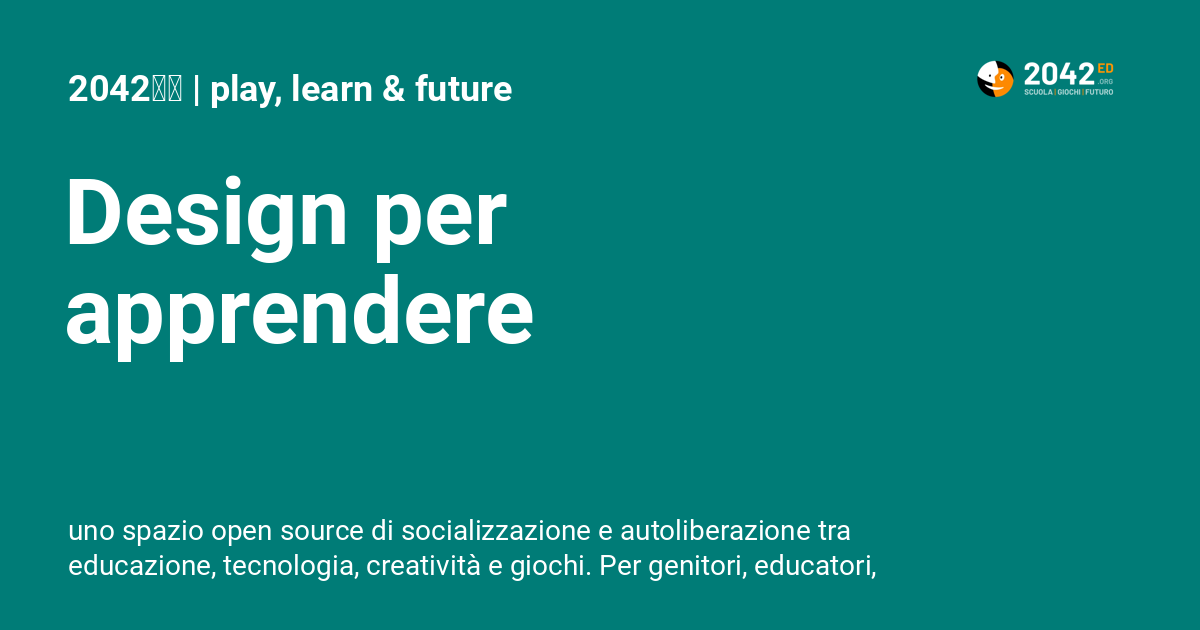 2042 | play, learn & future
2042 ED
.ORG
SCUOLA | GIOCHI | FUTURO
Design per
apprendere
uno spazio open source di socializzazione e autoliberazione tra
educazione, tecnologia, creatività e giochi. Per genitori, educatori,